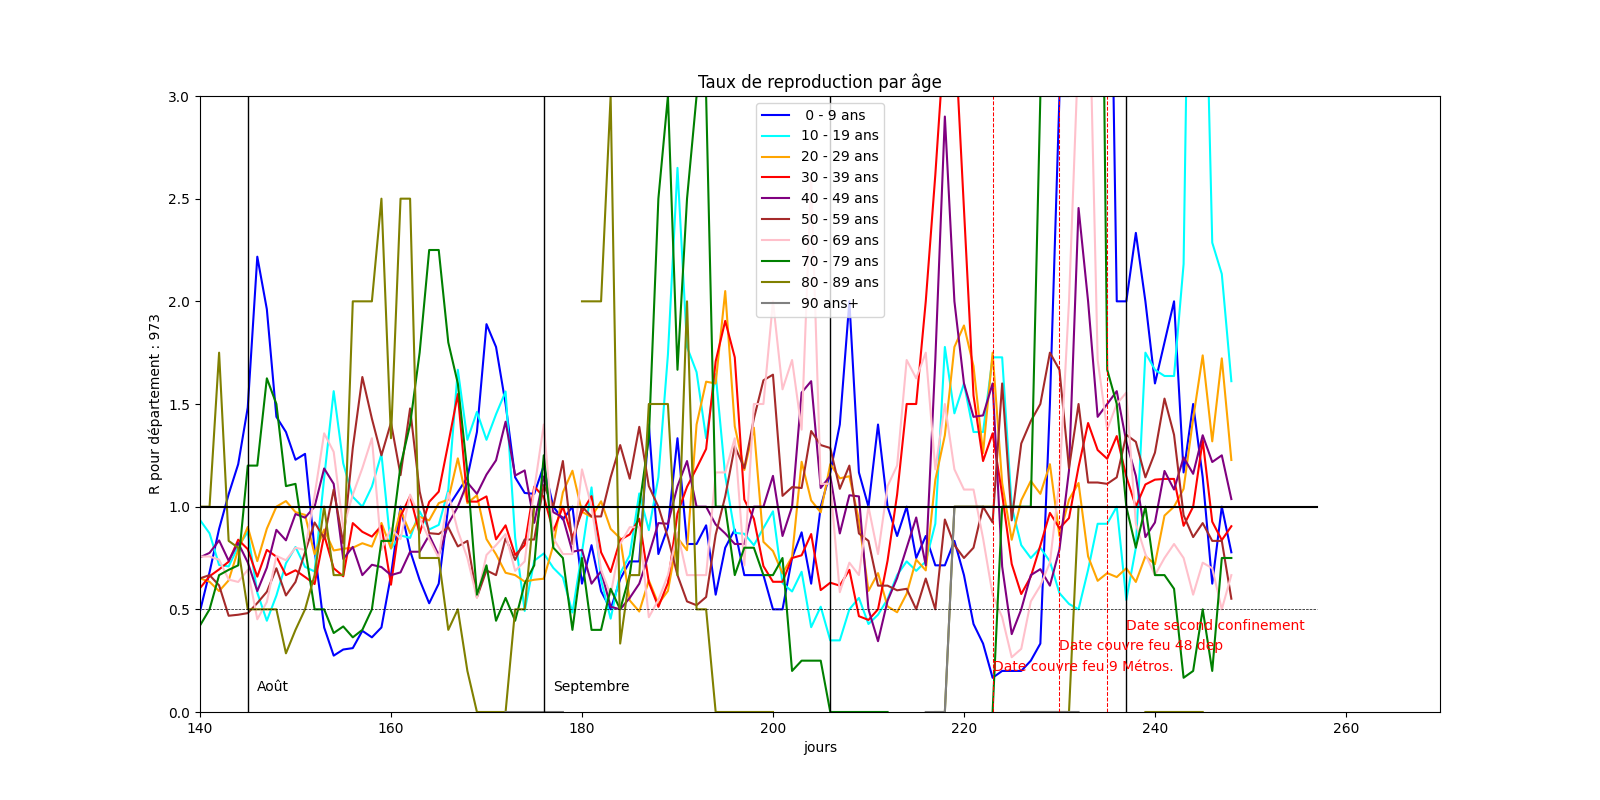 Taux de reproduction par âge
3.0
2.5
2.0
1.5
1.0
0.5
0.0
R pour département : 973
0 - 9 ans
10 - 19 ans
20 - 29 ans
30 - 39 ans
40 - 49 ans
50 - 59 ans
60 - 69 ans
70 - 79 ans
80 - 89 ans
90 ans+
Date second confinement
Date couvre feu 48 dep
Date couvre feu 9 Métros.
Août
Septembre
140
160
180
200
220
240
260
jours